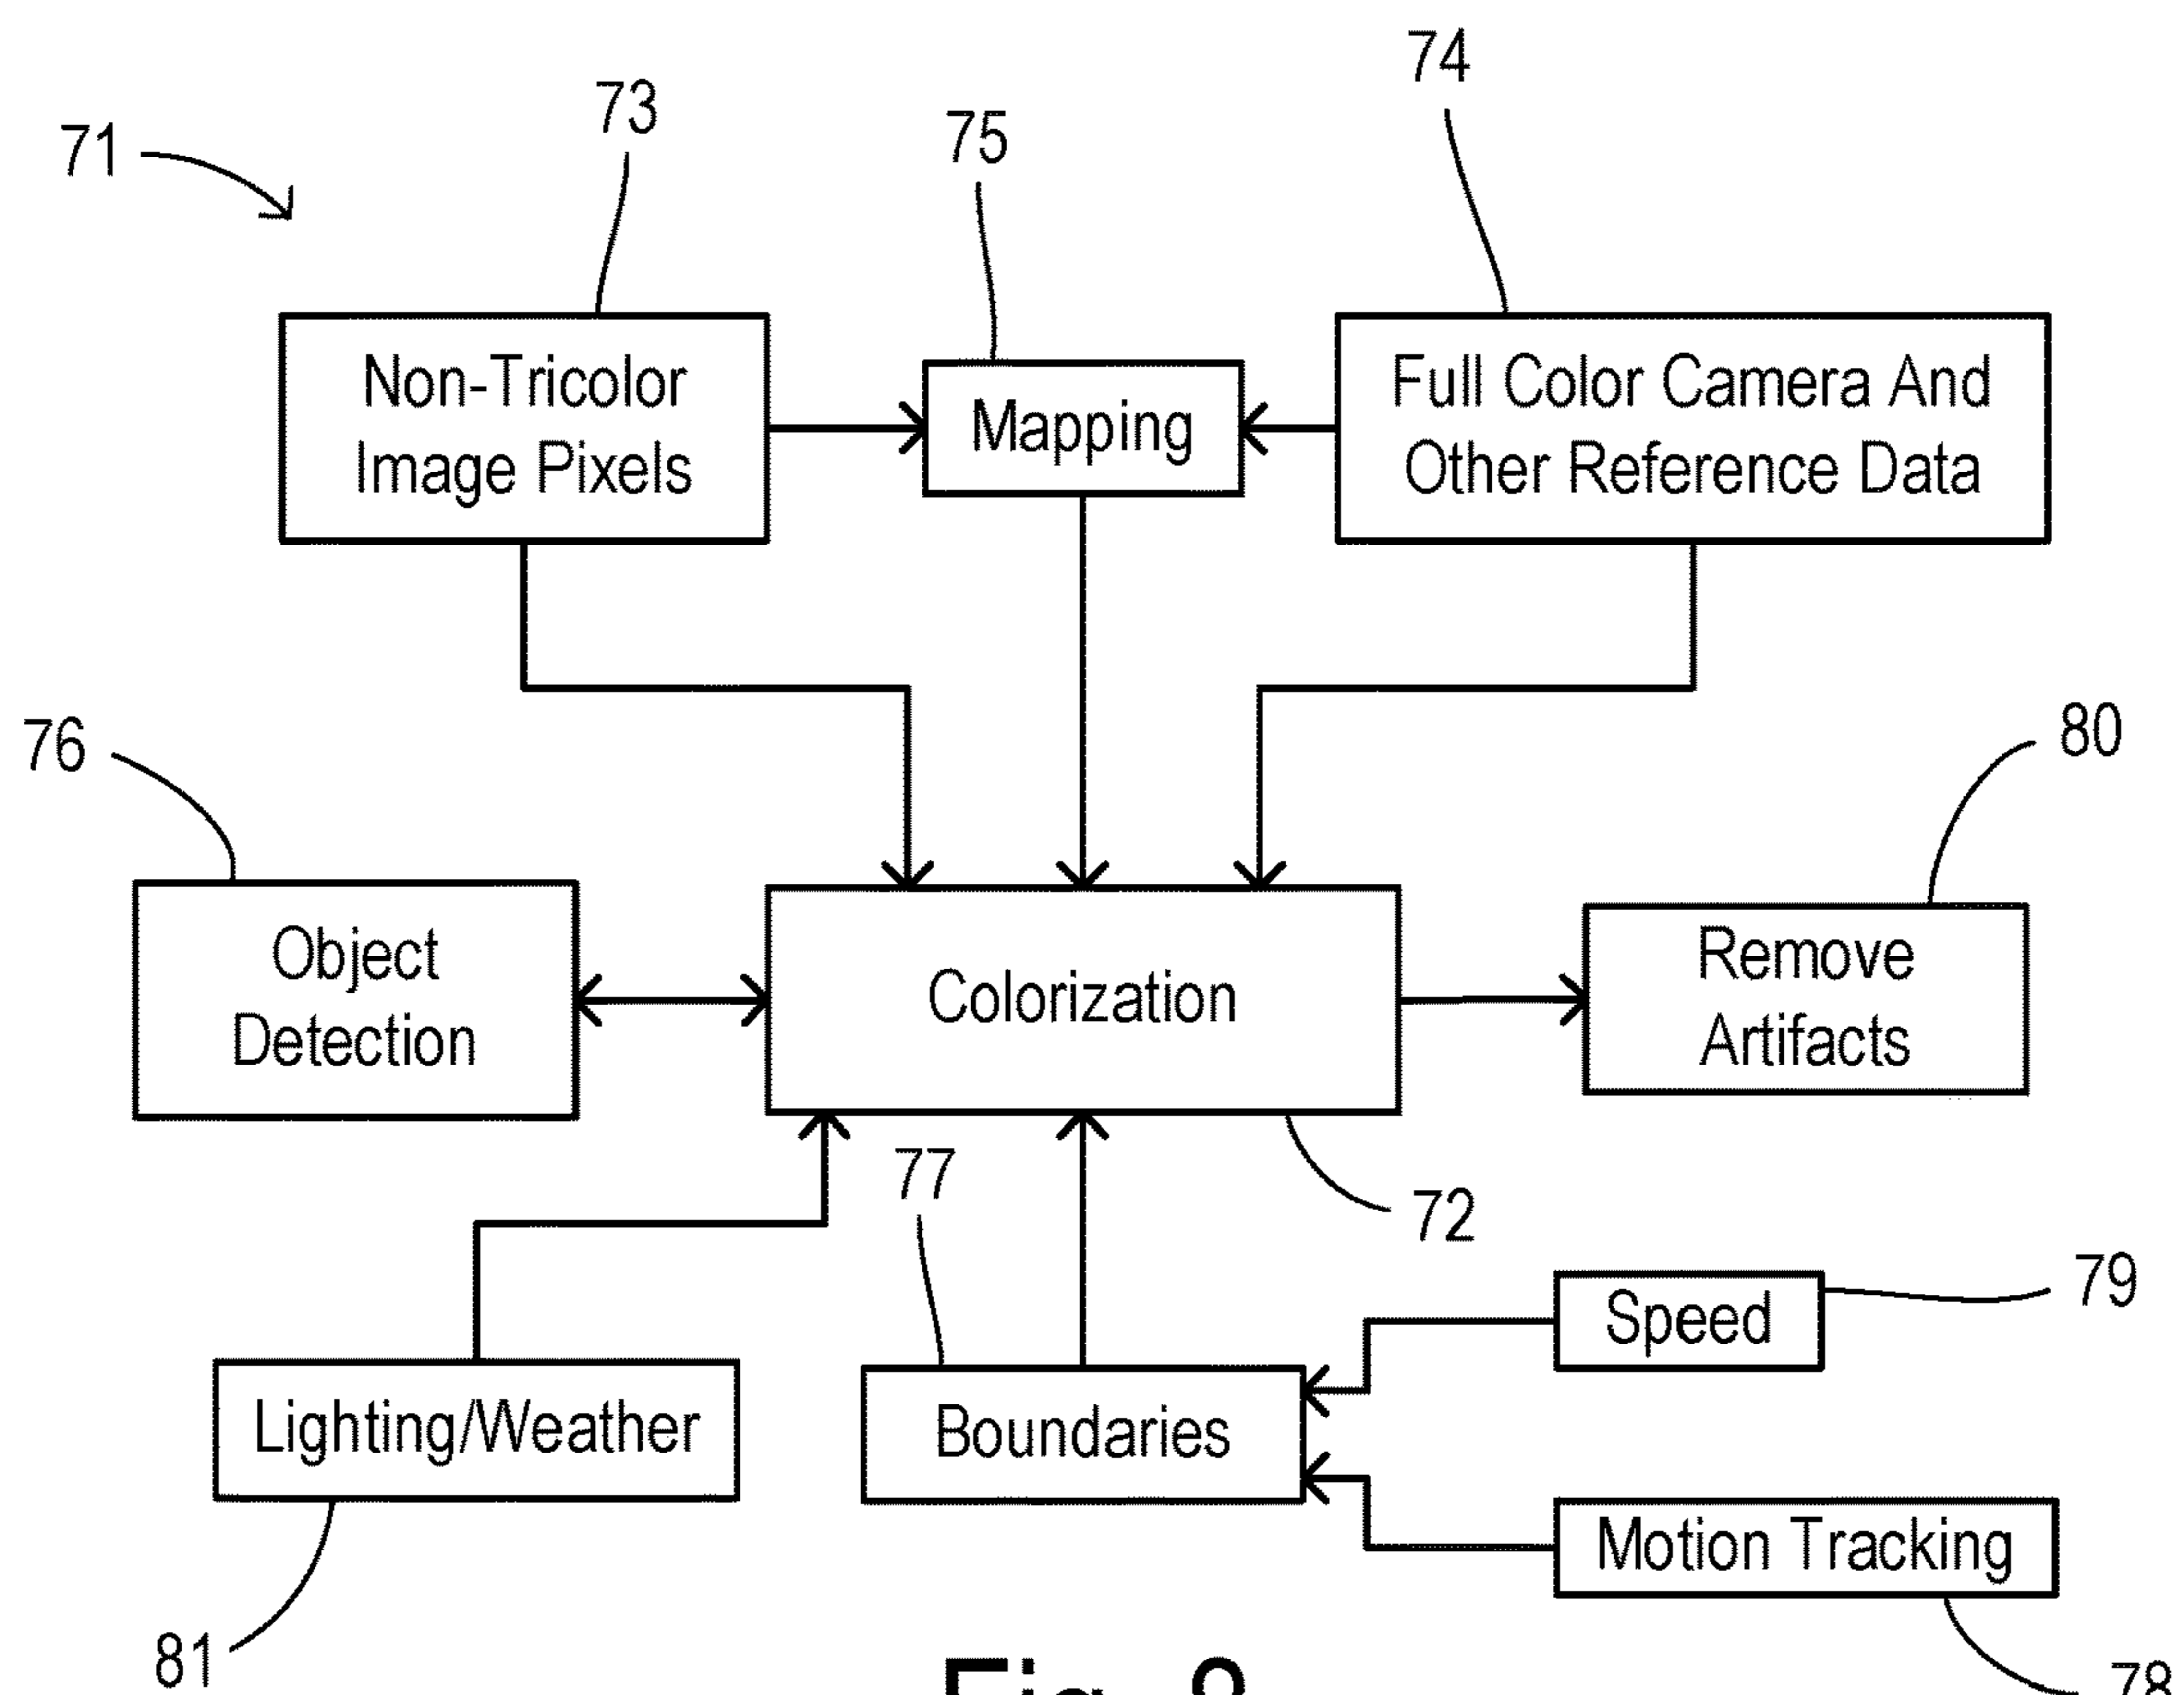 74
73
75
71
Non-Tricolor
Image Pixels
Mapping
Full Color Camera And
Other Reference Data
76
80
Object
Detection
Colorization
Remove
Artifacts
77
72
79
Speed
Lighting/Weather
Boundaries
Motion Tracking
81
78